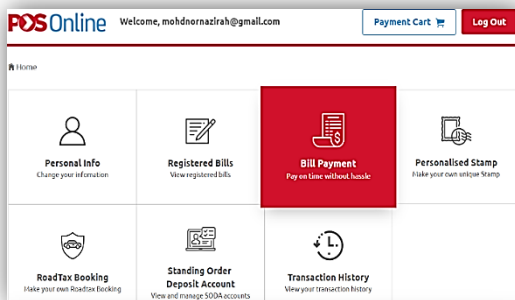 POS Online
Welcome, mohdnornazirah@gmail.com
Payment Cart
Log Out
Home
Personal Info
Change your information
Registered Bills
View registered bills
Bill Payment
Pay on time without hassle
Personalised Stamp
Make your own unique Stamp
RoadTax Booking
Make your own Roadtax Booking
Standing Order
Deposit Account
View and manage SODA accounts
Transaction History
View your transaction history